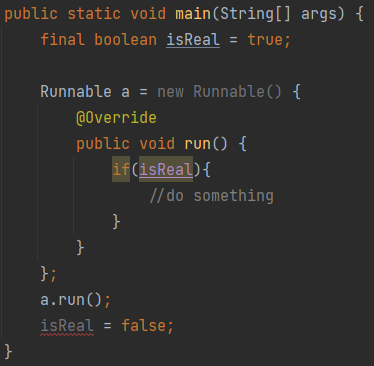 public static void main(String[] args) {
    final boolean isReal = true;
    Runnable a = new Runnable() {
        @Override
        public void run() {
            if(isReal){
                //do something
            }
        }
    };
    a.run();
    isReal = false;
}